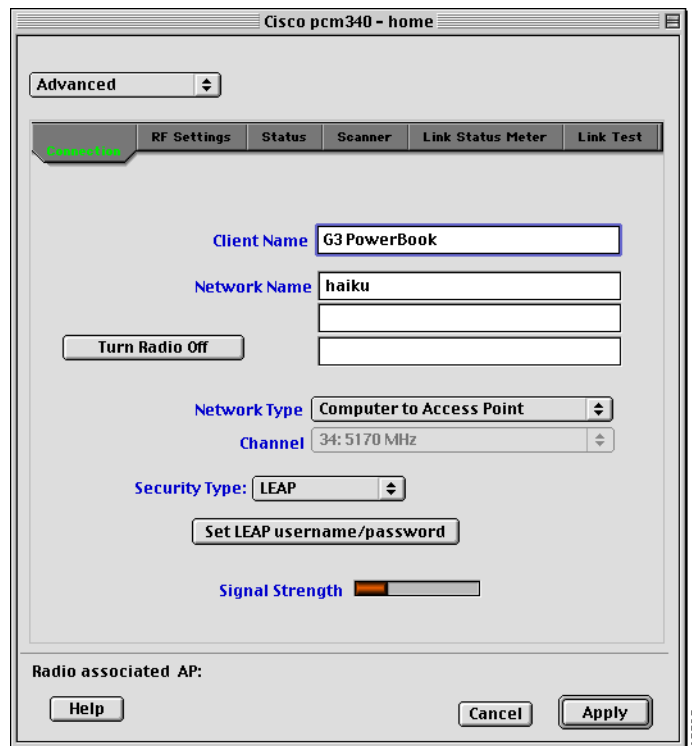 Cisco pcm340 - home
Advanced
Connection RF Settings Status Scanner Link Status Meter Link Test
Client Name G3 PowerBook
Network Name haiku
Turn Radio Off
Network Type Computer to Access Point
Channel 34: 5170 MHz
Security Type: LEAP
Set LEAP username/password
Signal Strength
Radio associated AP:
Help Cancel Apply